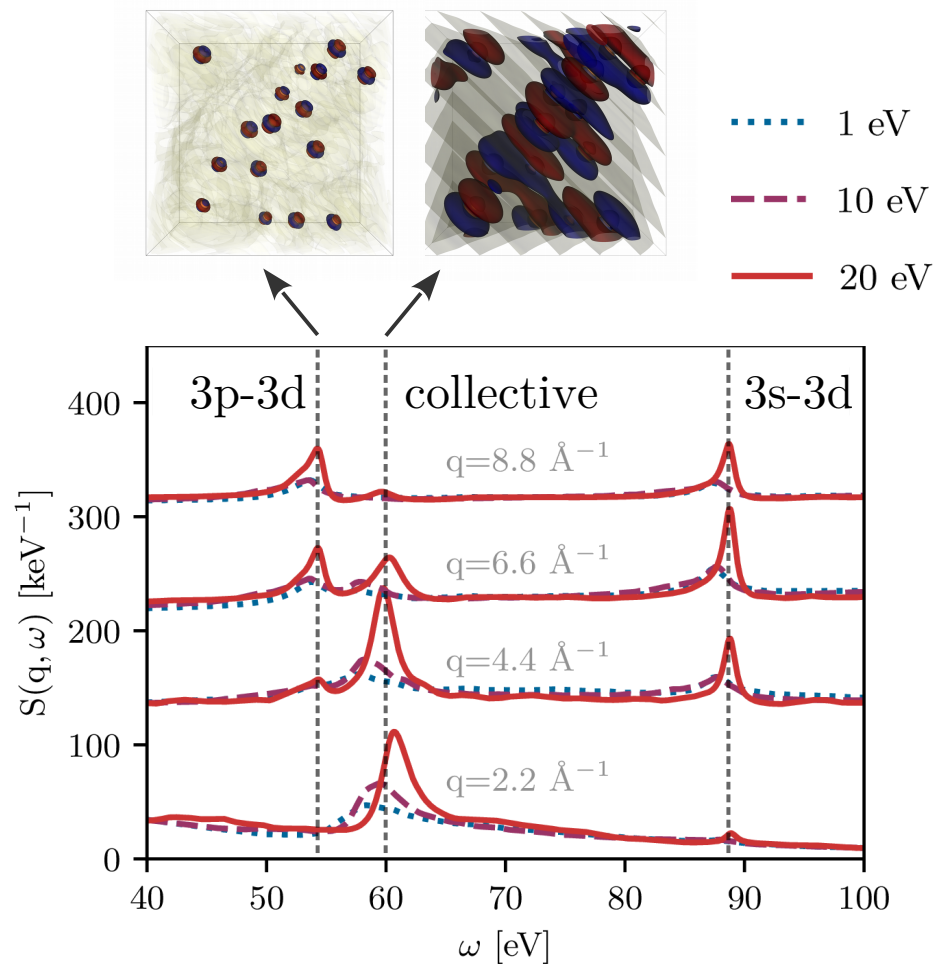 1 eV
10 eV
20 eV
3p-3d
collective
3s-3d
q=8.8 Å⁻¹
q=6.6 Å⁻¹
q=4.4 Å⁻¹
q=2.2 Å⁻¹
S(q, ω) [keV⁻¹]
400
300
200
100
0
40
50
60
70
80
90
100
ω [eV]